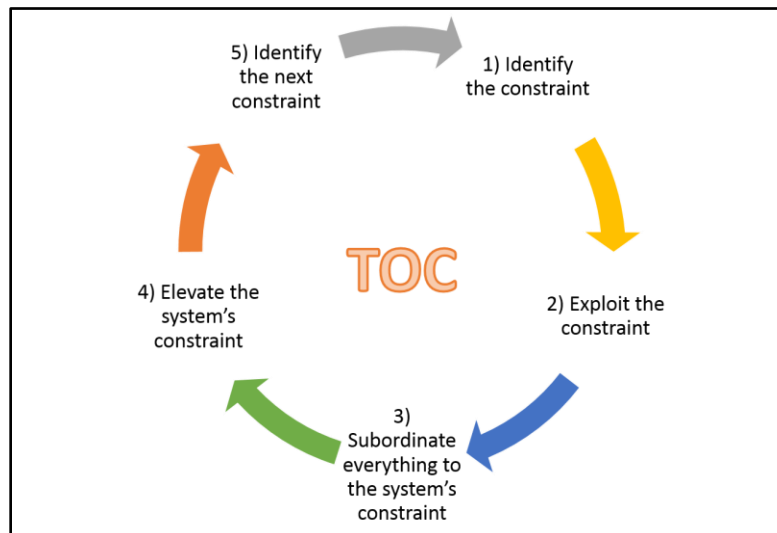 5) Identify
the next
constraint
1) Identify
the constraint
TOC
2) Exploit the
constraint
4) Elevate the
system’s
constraint
3)
Subordinate
everything to
the system’s
constraint